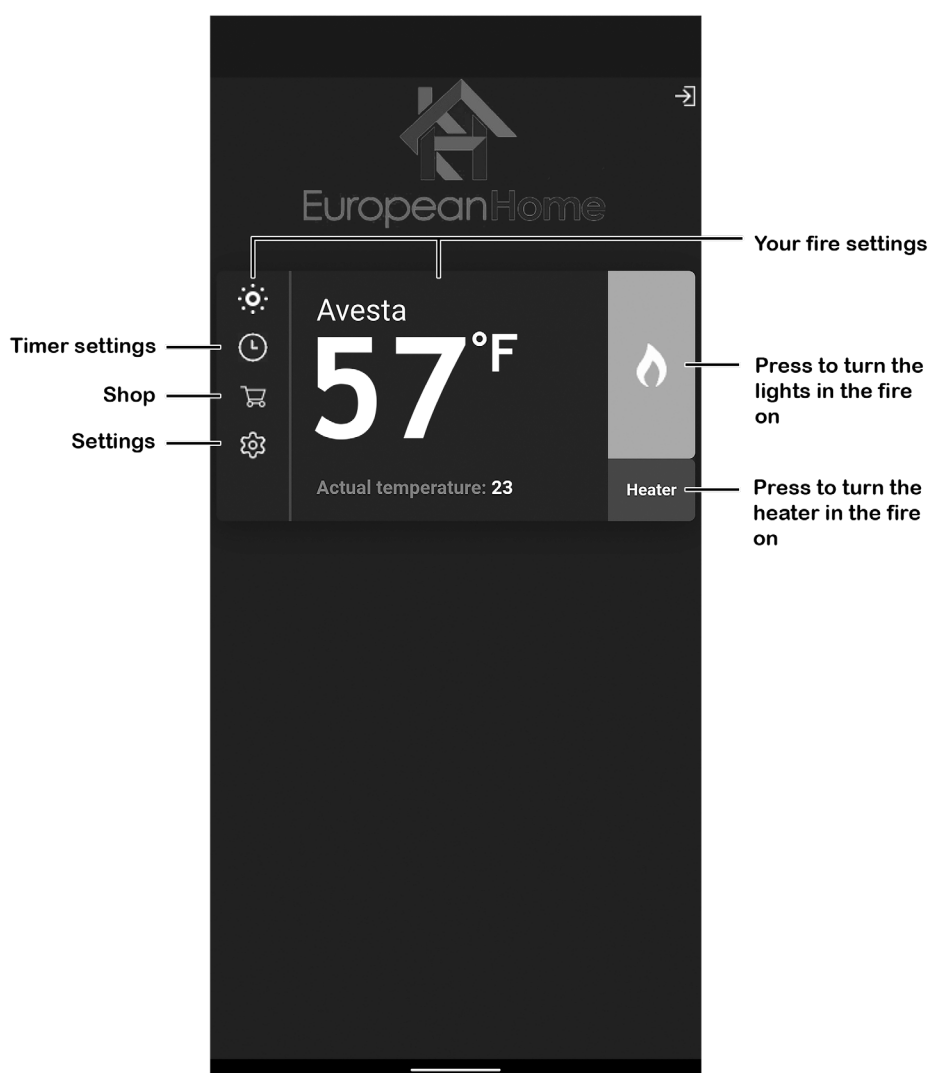 EuropeanHome
Your fire settings
Avesta
57°F
Timer settings
Shop
Settings
Press to turn the
lights in the fire
on
Actual temperature: 23
Heater
Press to turn the
heater in the fire
on